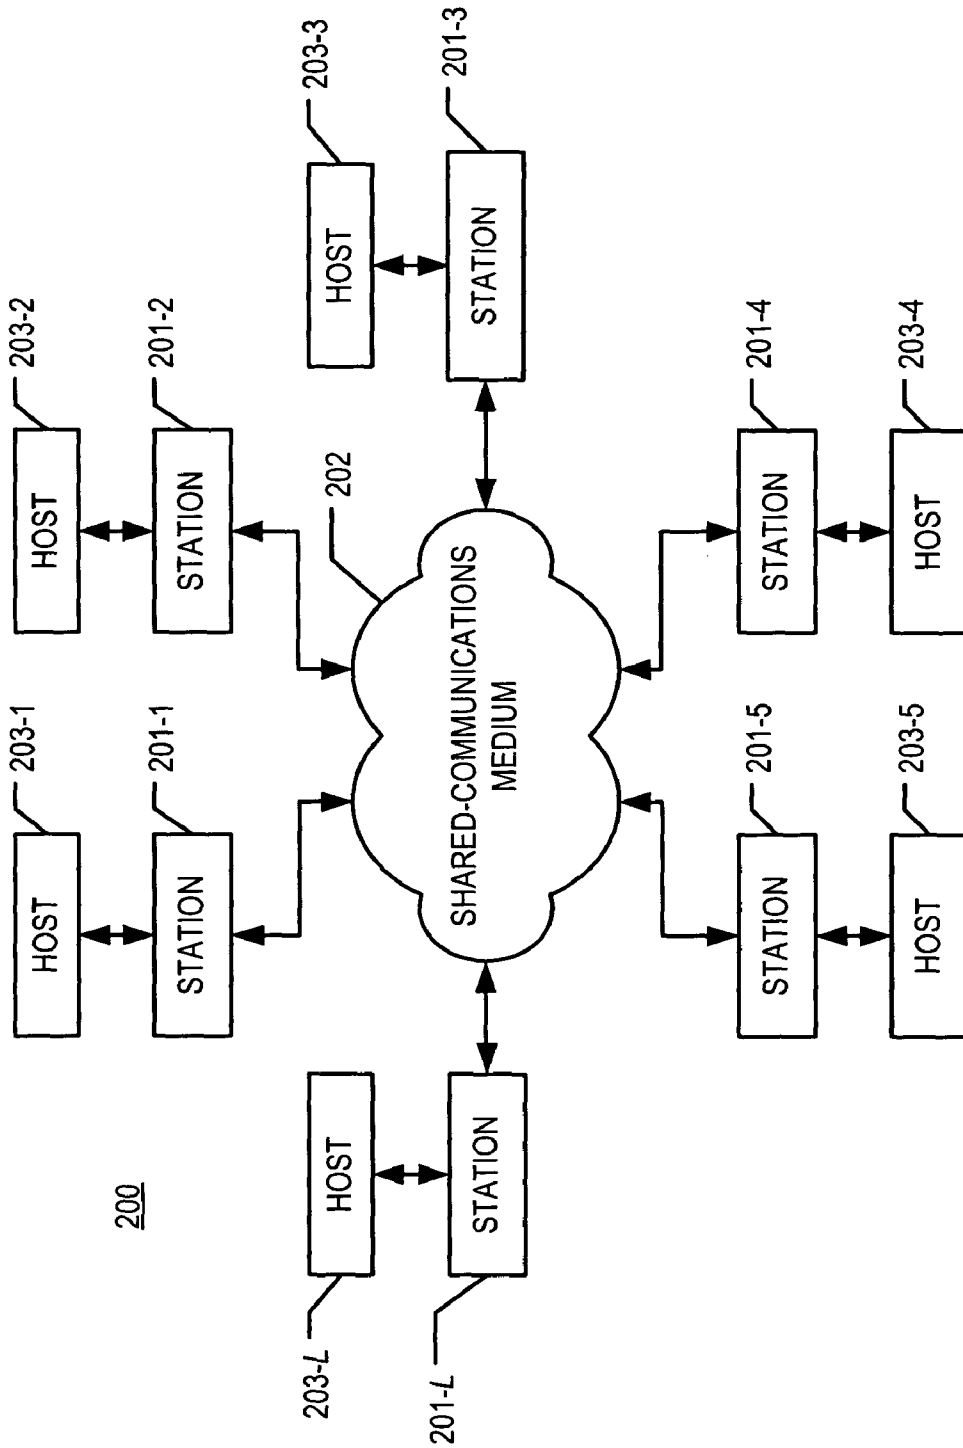 200
203-1
HOST
201-1
STATION
203-2
HOST
201-2
STATION
203-L
HOST
201-L
STATION
202
SHARED-COMMUNICATIONS
MEDIUM
203-3
HOST
201-3
STATION
201-5
STATION
203-5
HOST
201-4
STATION
203-4
HOST